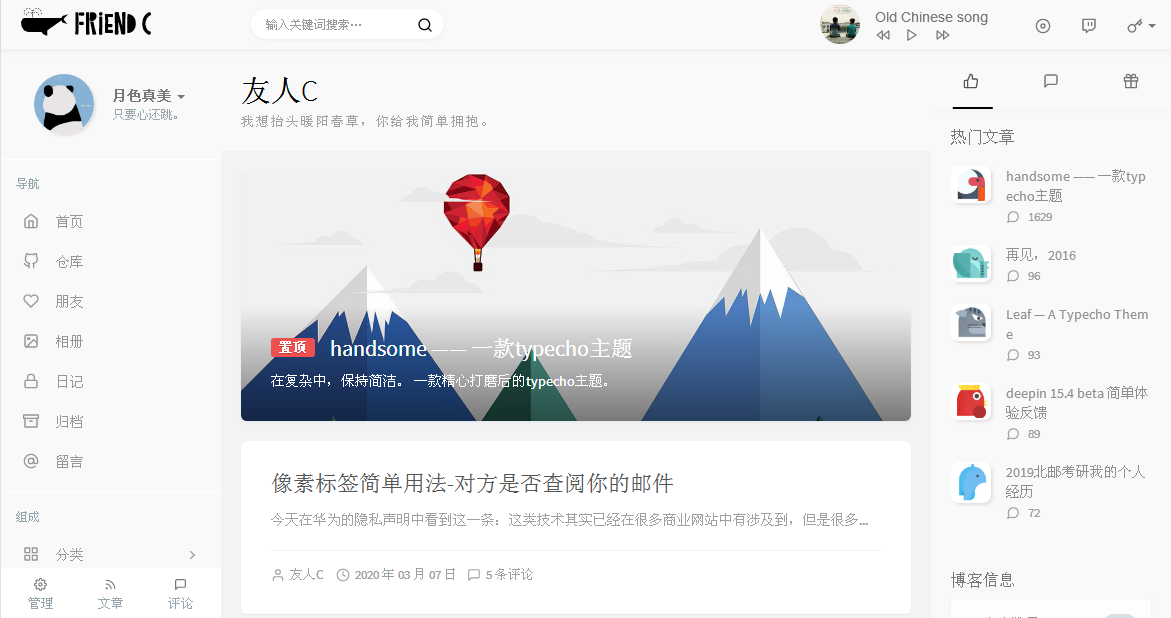 FRiEND C
输入关键词搜索…
Old Chinese song
月色真美
只要心还跳。
导航
首页
仓库
朋友
相册
日记
归档
留言
组成
分类
管理
文章
评论
友人C
我想抬头暖阳春草，你给我简单拥抱。
置顶 handsome —— 一款typecho主题
在复杂中，保持简洁。 一款精心打磨后的typecho主题。
像素标签简单用法-对方是否查阅你的邮件
今天在华为的隐私声明中看到这一条：这类技术其实已经在很多商业网站中有涉及到，但是很多...
友人C 2020 年 03 月 07 日 5 条评论
热门文章
handsome —— 一款typ
echo主题
1629
再见，2016
96
Leaf — A Typecho Them
e
93
deepin 15.4 beta 简单体
验反馈
89
2019北邮考研我的个人
经历
72
博客信息